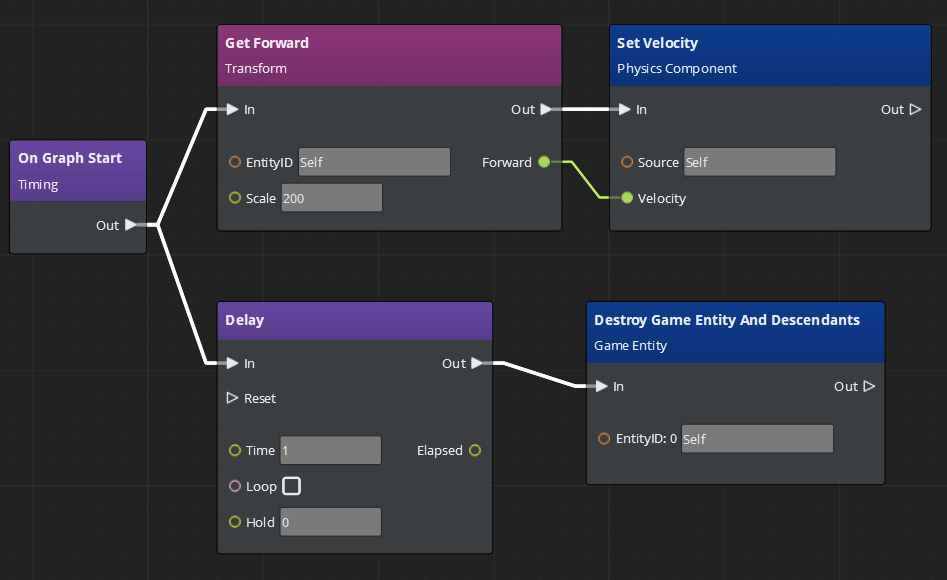 On Graph Start
Timing
Out
Get Forward
Transform
In
Out
EntityID
Self
Forward
Scale
200
Set Velocity
Physics Component
In
Out
Source
Self
Velocity
Delay
In
Out
Reset
Time
1
Elapsed
Loop
Hold
0
Destroy Game Entity And Descendants
Game Entity
In
Out
EntityID: 0
Self